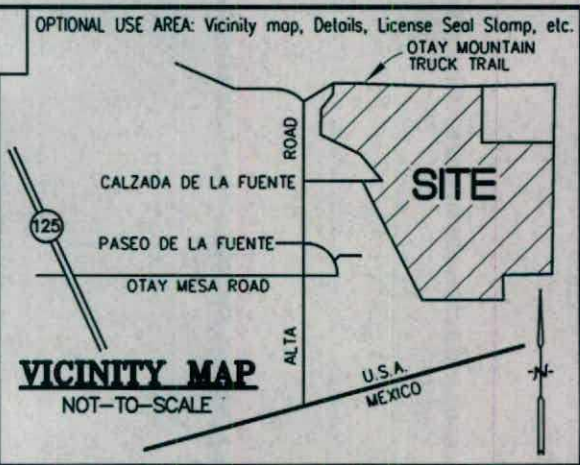 OPTIONAL USE AREA: Vicinity map, Details, License Seal Stamp, etc.
OTAY MOUNTAIN
TRUCK TRAIL
ROAD
CALZADA DE LA FUENTE
SITE
125
PASEO DE LA FUENTE
OTAY MESA ROAD
ALTA
VICINITY MAP
NOT-TO-SCALE
U.S.A.
MEXICO
N